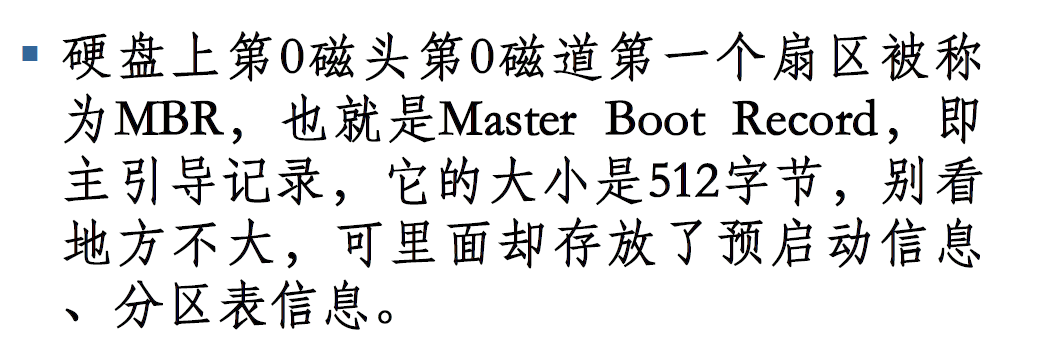 硬盘上第0磁头第0磁道第一个扇区被称
为MBR，也就是Master Boot Record，即
主引导记录，它的大小是512字节，别看
地方不大，可里面却存放了预启动信息
、分区表信息。